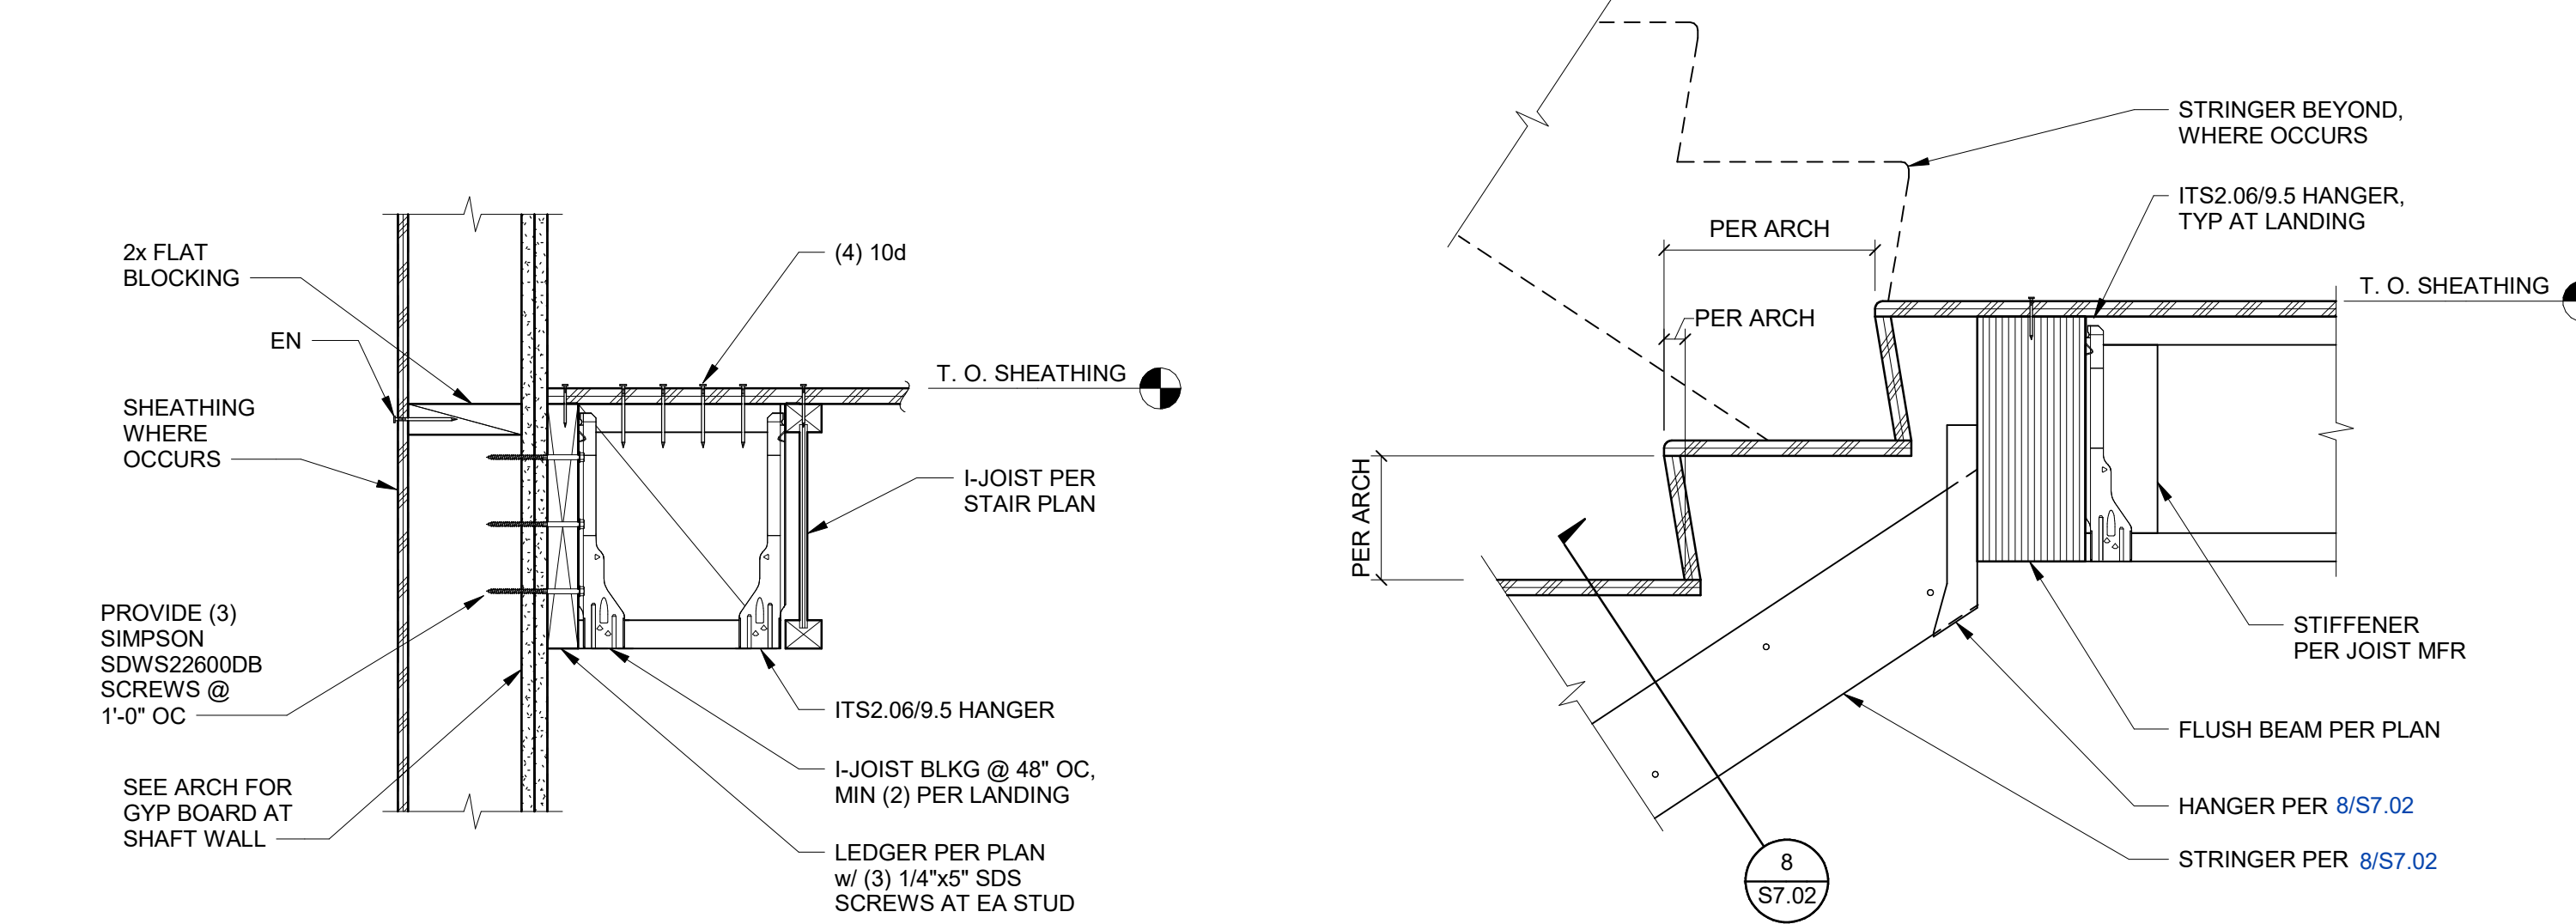 2x FLAT
BLOCKING
EN
SHEATHING
WHERE
OCCURS
PROVIDE (3)
SIMPSON
SDWS22600DB
SCREWS @
1'-0" OC
SEE ARCH FOR
GYP BOARD AT
SHAFT WALL
(4) 10d
T. O. SHEATHING
I-JOIST PER
STAIR PLAN
ITS2.06/9.5 HANGER
I-JOIST BLKG @ 48" OC,
MIN (2) PER LANDING
LEDGER PER PLAN
w/ (3) 1/4"x5" SDS
SCREWS AT EA STUD
PER ARCH
PER ARCH
PER ARCH
STRINGER BEYOND,
WHERE OCCURS
ITS2.06/9.5 HANGER,
TYP AT LANDING
T. O. SHEATHING
STIFFENER
PER JOIST MFR
FLUSH BEAM PER PLAN
HANGER PER 8/S7.02
STRINGER PER 8/S7.02
8
S7.02